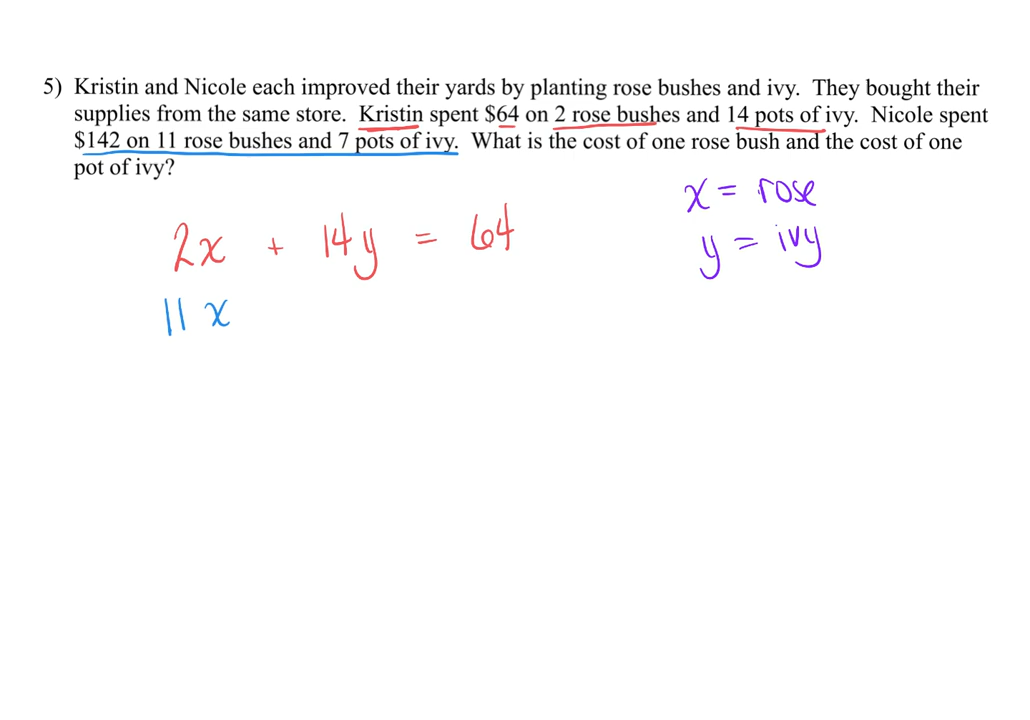 5) Kristin and Nicole each improved their yards by planting rose bushes and ivy. They bought their
supplies from the same store. Kristin spent $64 on 2 rose bushes and 14 pots of ivy. Nicole spent
$142 on 11 rose bushes and 7 pots of ivy. What is the cost of one rose bush and the cost of one
pot of ivy?
x = rose
y = ivy
2x + 14y = 64
11 x